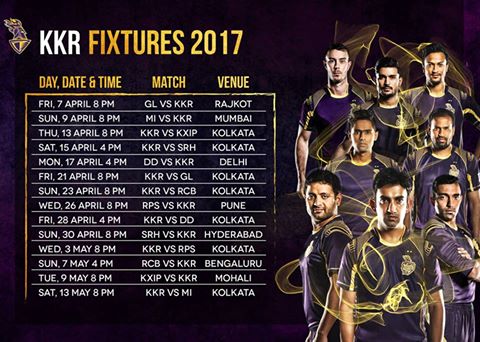 KKR FIXTURES 2017
DAY, DATE & TIME MATCH VENUE
FRI, 7 APRIL 8 PM GL VS KKR RAJKOT
SUN, 9 APRIL 8 PM MI VS KKR MUMBAI
THU, 13 APRIL 8 PM KKR VS KXIP KOLKATA
SAT, 15 APRIL 4 PM KKR VS SRH KOLKATA
MON, 17 APRIL 4 PM DD VS KKR DELHI
FRI, 21 APRIL 8 PM KKR VS GL KOLKATA
SUN, 23 APRIL 8 PM KKR VS RCB KOLKATA
WED, 26 APRIL 8 PM RPS VS KKR PUNE
FRI, 28 APRIL 4 PM KKR VS DD KOLKATA
SUN, 30 APRIL 8 PM SRH VS KKR HYDERABAD
WED, 3 MAY 8 PM KKR VS RPS KOLKATA
SUN, 7 MAY 4 PM RCB VS KKR BENGALURU
TUE, 9 MAY 8 PM KXIP VS KKR MOHALI
SAT, 13 MAY 8 PM KKR VS MI KOLKATA